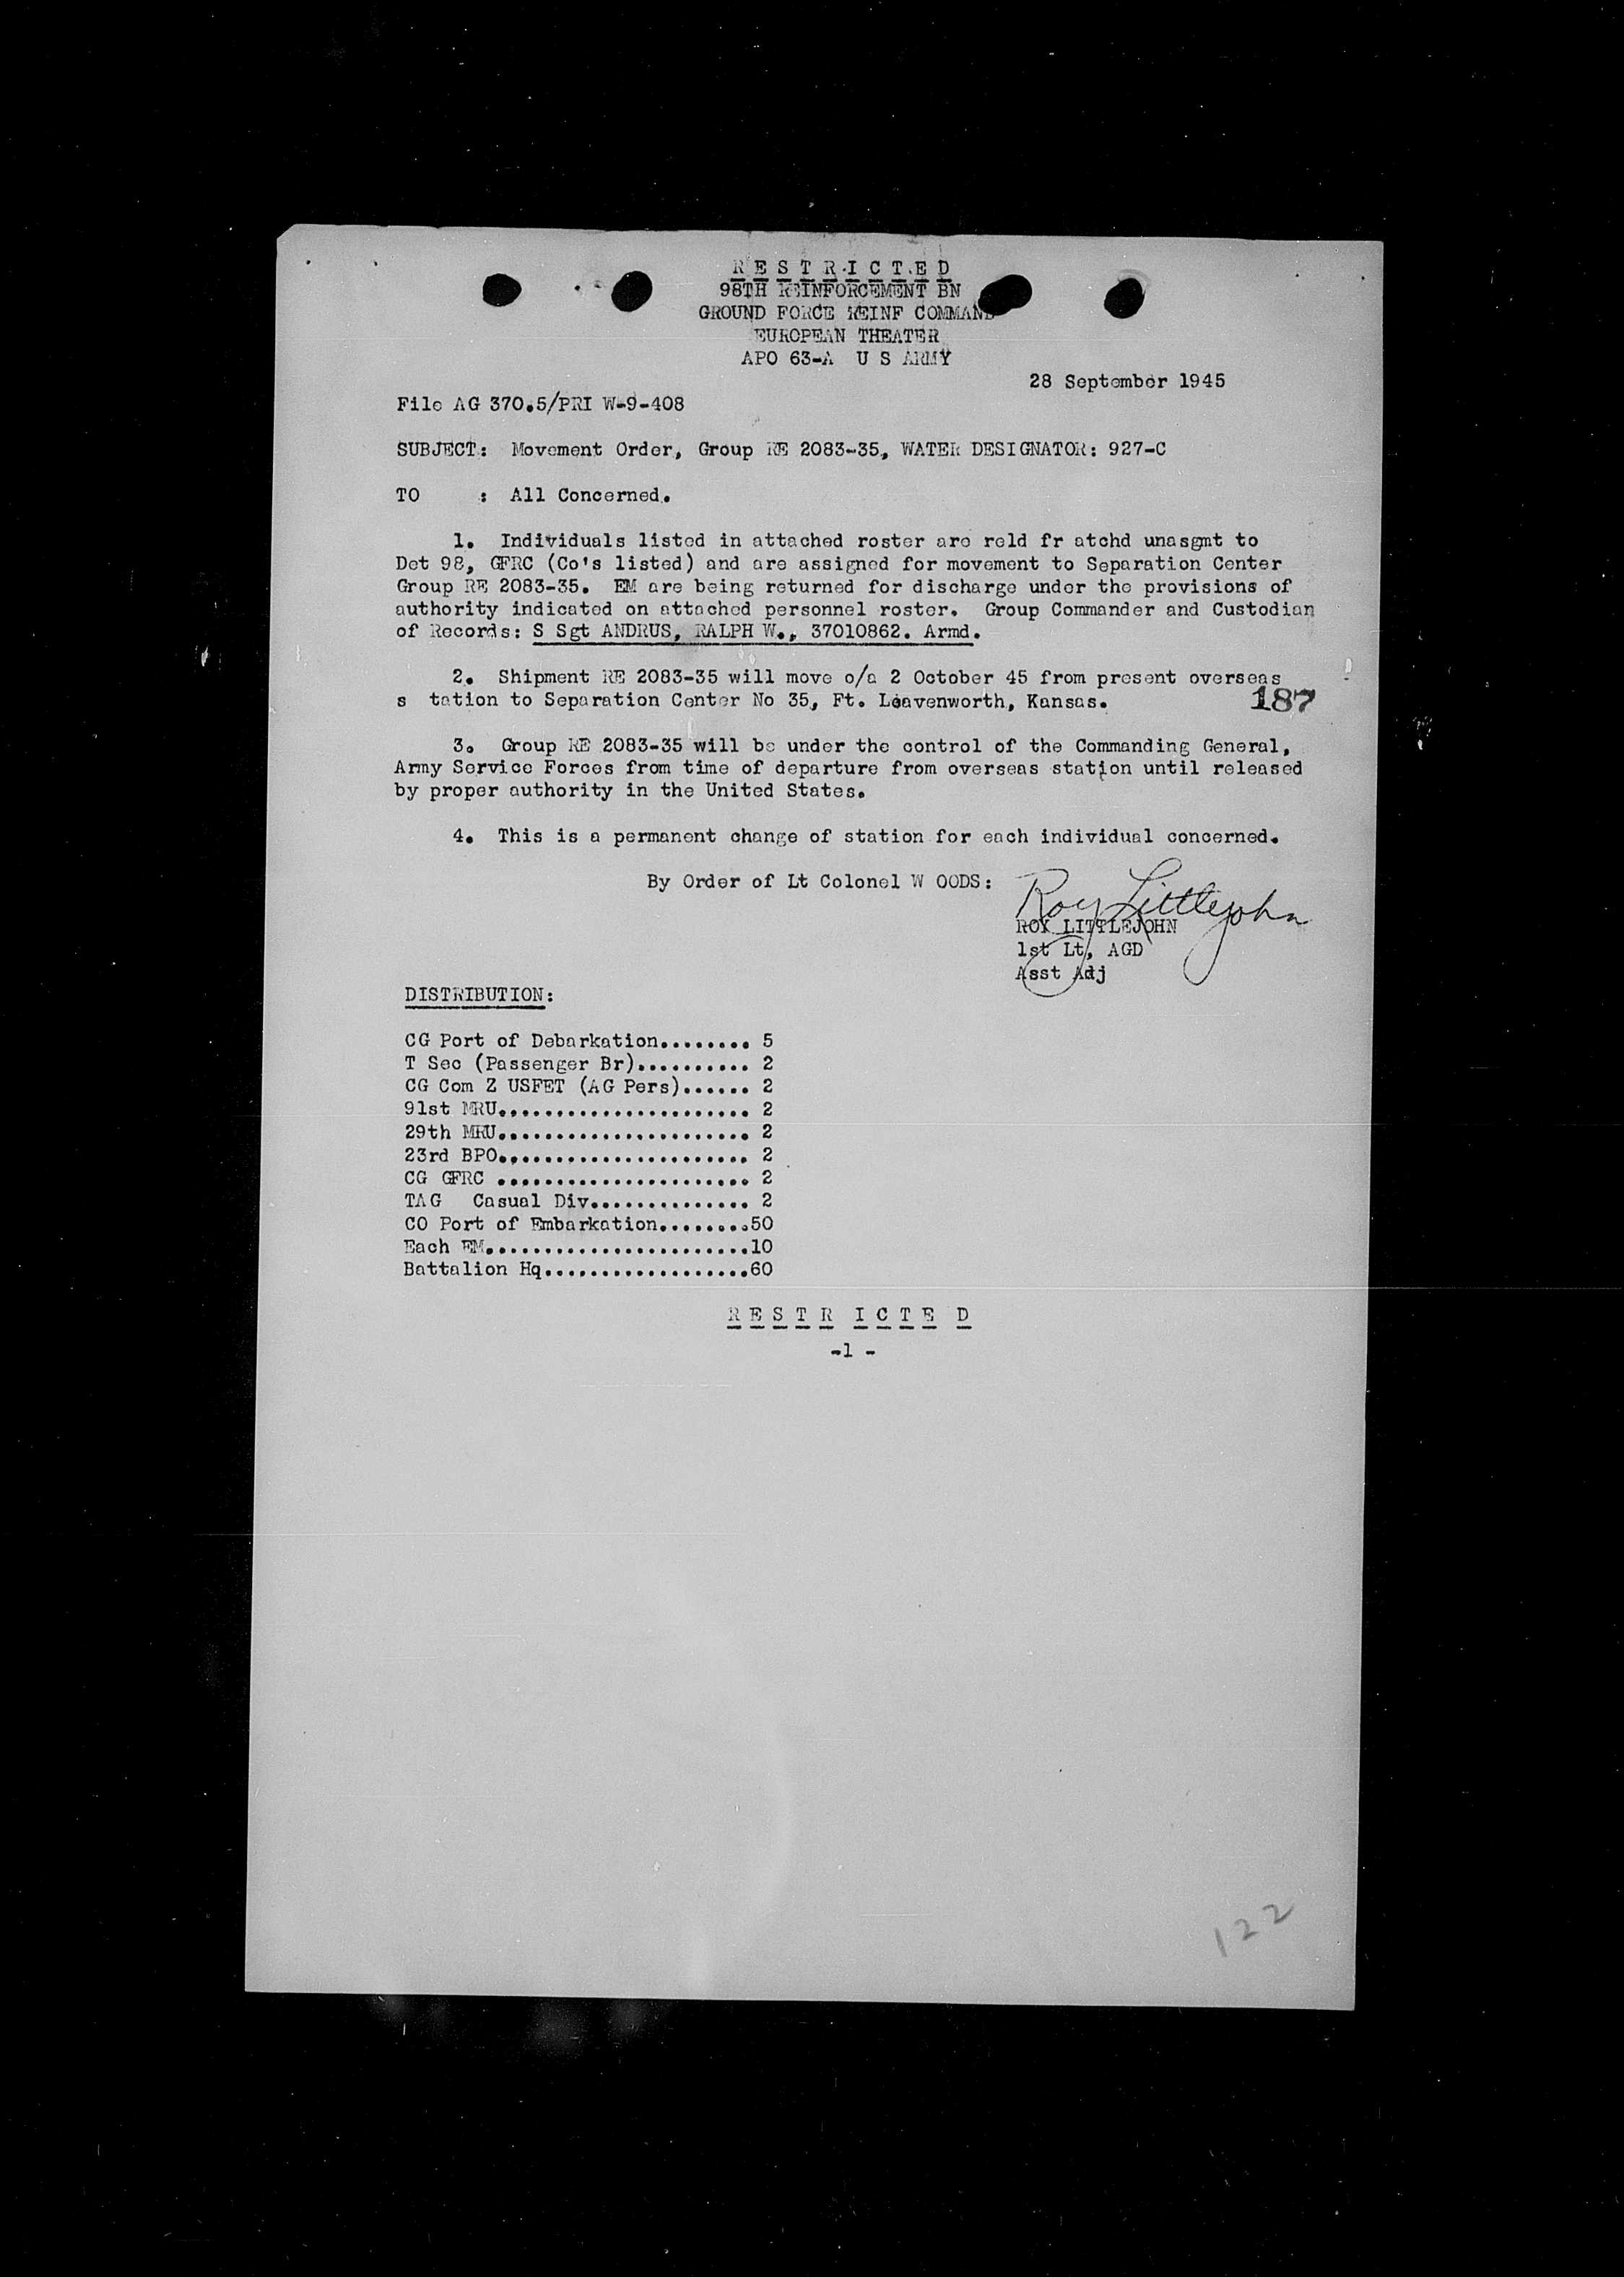 R E S T R I C T E D
98TH REINFORCEMENT BN
GROUND FORCE REINF COMMAND
EUROPEAN THEATER
APO 63-A U S ARMY
28 September 1945
File AG 370.5/PRI W-9-408
SUBJECT: Movement Order, Group RE 2083-35, WATER DESIGNATOR: 927-C
TO : All Concerned.
1. Individuals listed in attached roster are reld fr atchd unasgmt to
Det 98, GFRC (Co's listed) and are assigned for movement to Separation Center
Group RE 2083-35. EM are being returned for discharge under the provisions of
authority indicated on attached personnel roster. Group Commander and Custodian
of Records: S Sgt ANDRUS, RALPH W., 37010862. Armd.
2. Shipment RE 2083-35 will move o/a 2 October 45 from present overseas
s tation to Separation Center No 35, Ft. Leavenworth, Kansas.
187
3. Group RE 2083-35 will be under the control of the Commanding General,
Army Service Forces from time of departure from overseas station until released
by proper authority in the United States.
4. This is a permanent change of station for each individual concerned.
By Order of Lt Colonel W OODS:
Roy Littlejohn
ROY LITTLEJOHN
1st Lt, AGD
Asst Adj
DISTRIBUTION:
CG Port of Debarkation........ 5
T Sec (Passenger Br).......... 2
CG Com Z USFET (AG Pers)...... 2
91st MRU...................... 2
29th MRU...................... 2
23rd BPO...................... 2
CG GFRC ...................... 2
TAG Casual Div.............. 2
CO Port of Embarkation........50
Each EM.......................10
Battalion Hq..................60
R E S T R I C T E D
-1 -
122